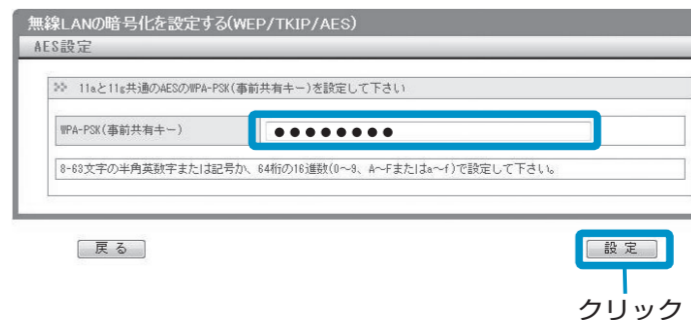 無線LANの暗号化を設定する(WEP/TKIP/AES)
AES設定
11aと11g共通のAESのWPA-PSK(事前共有キー)を設定して下さい
WPA-PSK(事前共有キー) ●●●●●●●●
8-63文字の半角英数字または記号か、64桁の16進数(0～9、A～Fまたはa～f)で設定して下さい。
戻る 設定
クリック